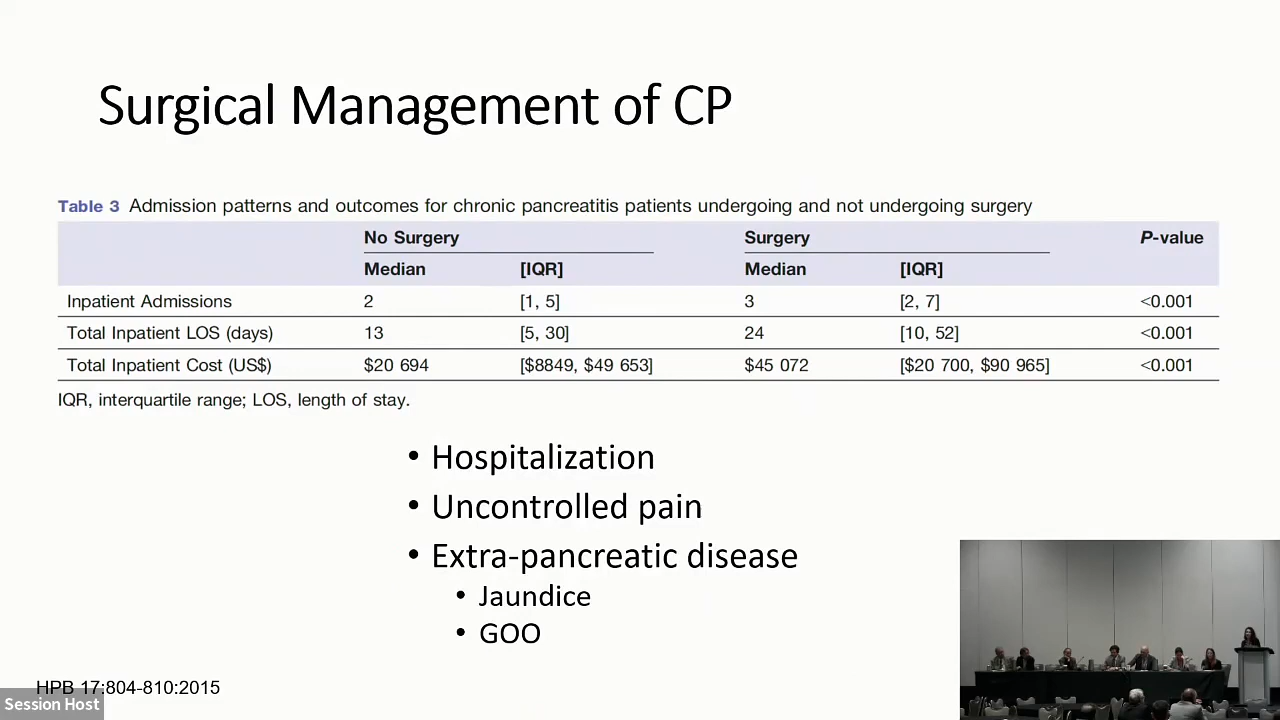 Surgical Management of CP
Table 3 Admission patterns and outcomes for chronic pancreatitis patients undergoing and not undergoing surgery
No Surgery Surgery P-value
Median [IQR] Median [IQR]
Inpatient Admissions 2 [1, 5] 3 [2, 7] <0.001
Total Inpatient LOS (days) 13 [5, 30] 24 [10, 52] <0.001
Total Inpatient Cost (US$) $20 694 [$8849, $49 653] $45 072 [$20 700, $90 965] <0.001
IQR, interquartile range; LOS, length of stay.
• Hospitalization
• Uncontrolled pain
• Extra-pancreatic disease
• Jaundice
• GOO
HPB 17:804-810:2015
Session Host